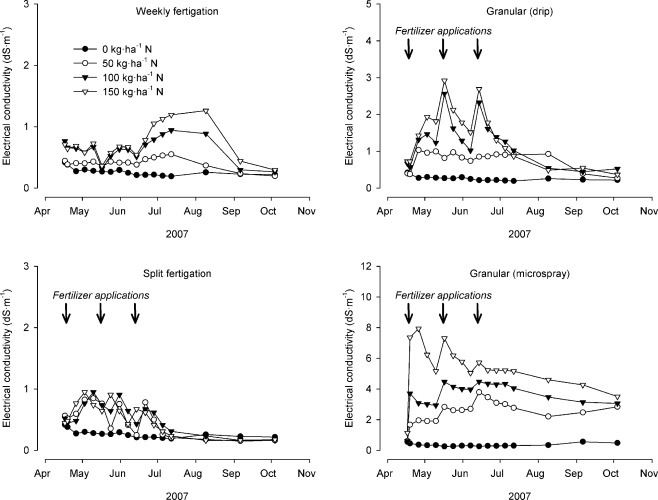 Weekly fertigation
Electrical conductivity (dS·m⁻¹)
3
2
1
0
0 kg·ha⁻¹ N
50 kg·ha⁻¹ N
100 kg·ha⁻¹ N
150 kg·ha⁻¹ N
Apr May Jun Jul Aug Sep Oct Nov
2007
Granular (drip)
Electrical conductivity (dS·m⁻¹)
5
4
3
2
1
0
Fertilizer applications
Apr May Jun Jul Aug Sep Oct Nov
2007
Split fertigation
Electrical conductivity (dS·m⁻¹)
3
2
1
0
Fertilizer applications
Apr May Jun Jul Aug Sep Oct Nov
2007
Granular (microspray)
Electrical conductivity (dS·m⁻¹)
12
10
8
6
4
2
0
Fertilizer applications
Apr May Jun Jul Aug Sep Oct Nov
2007